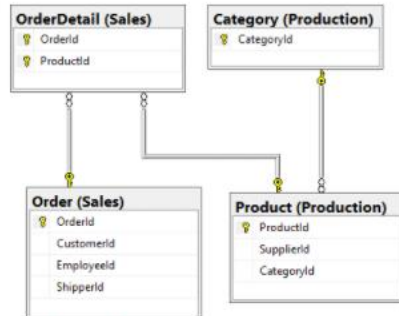 OrderDetail (Sales)
OrderId
ProductId
Category (Production)
CategoryId
Order (Sales)
OrderId
CustomerId
EmployeeId
ShipperId
Product (Production)
ProductId
SupplierId
CategoryId